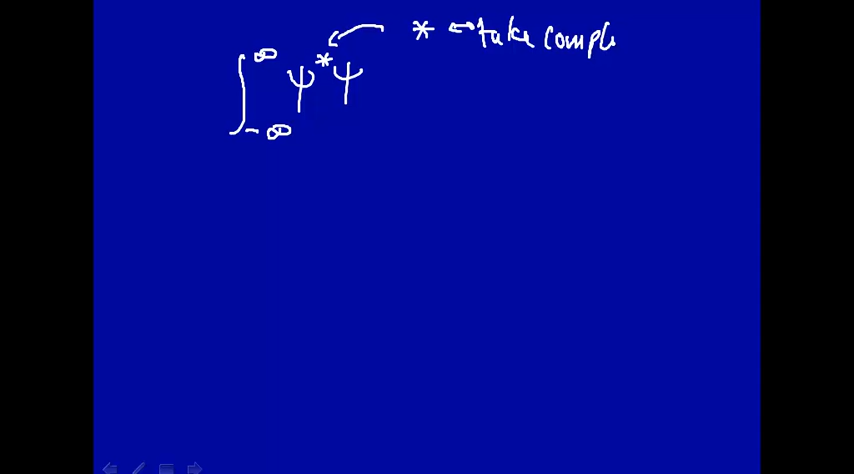 * ↔ take compl
∫_{-∞}^{∞} ψ*ψ